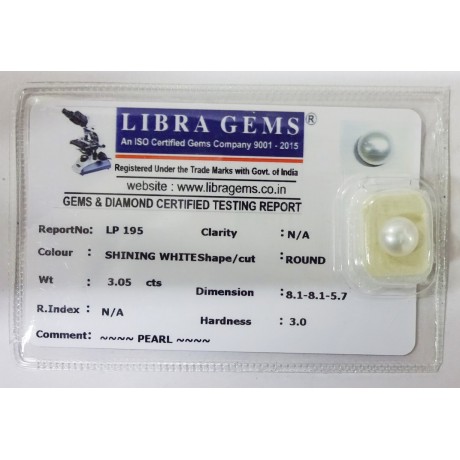 LIBRA GEMS ®
An ISO Certified Gems Company 9001 - 2015
Registered Under the Trade Marks with Govt. of India
website : www.libragems.co.in
GEMS & DIAMOND CERTIFIED TESTING REPORT
ReportNo: LP 195 Clarity : N/A
Colour : SHINING WHITE Shape/cut : ROUND
Wt : 3.05 cts Dimension : 8.1-8.1-5.7
R.Index : N/A Hardness : 3.0
Comment: ~~~~ PEARL ~~~~